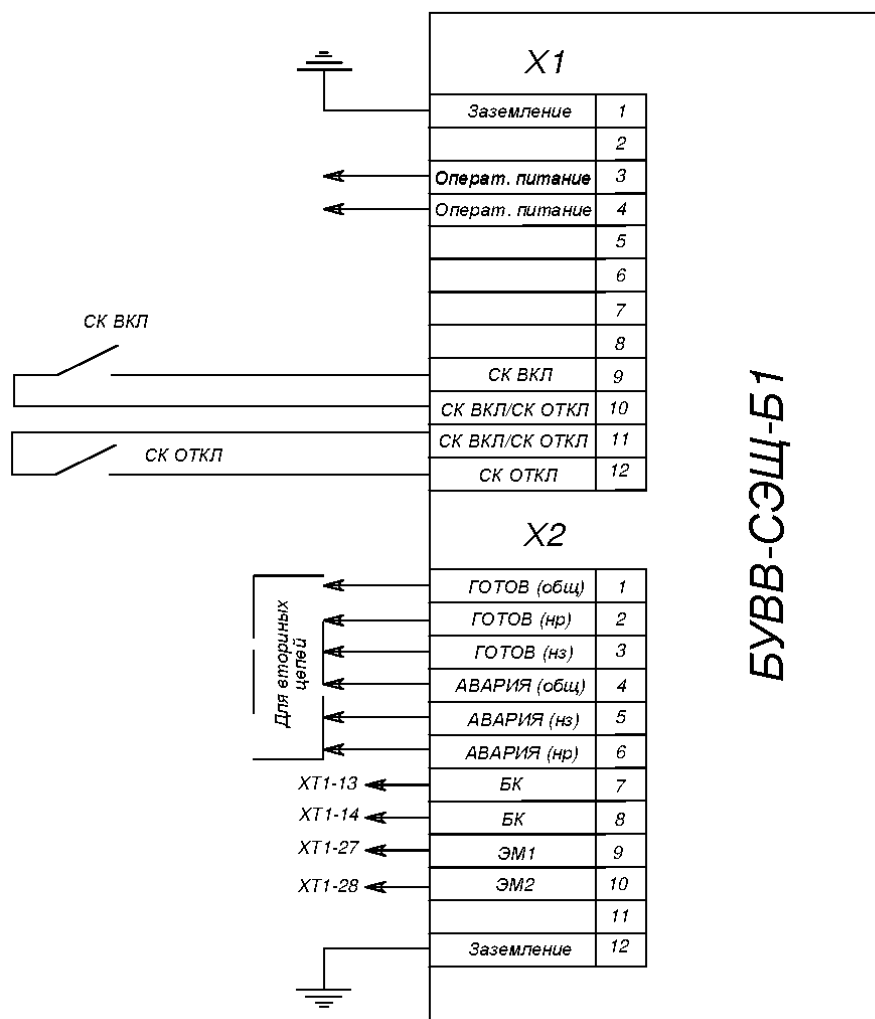 X1
Заземление 1
2
Операт. питание 3
Операт. питание 4
5
6
7
8
СК ВКЛ
СК ВКЛ 9
СК ВКЛ/СК ОТКЛ 10
СК ВКЛ/СК ОТКЛ 11
СК ОТКЛ
СК ОТКЛ 12
БУВВ-СЭЩ-Б1
X2
Для вториных
цепей
ГОТОВ (общ) 1
ГОТОВ (нр) 2
ГОТОВ (нз) 3
АВАРИЯ (общ) 4
АВАРИЯ (нз) 5
АВАРИЯ (нр) 6
XT1-13 БК 7
XT1-14 БК 8
XT1-27 ЭМ1 9
XT1-28 ЭМ2 10
11
Заземление 12